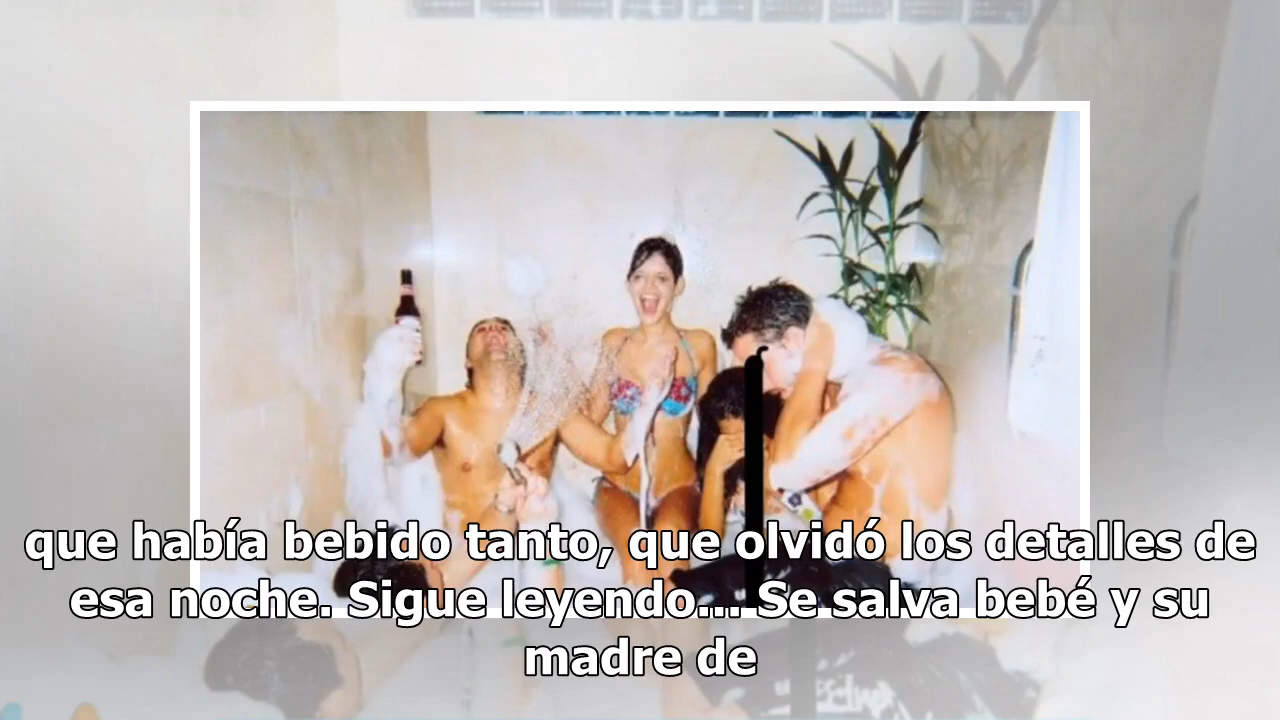 que había bebido tanto, que olvidó los detalles de
esa noche. Sigue leyendo... Se salva bebé y su
madre de